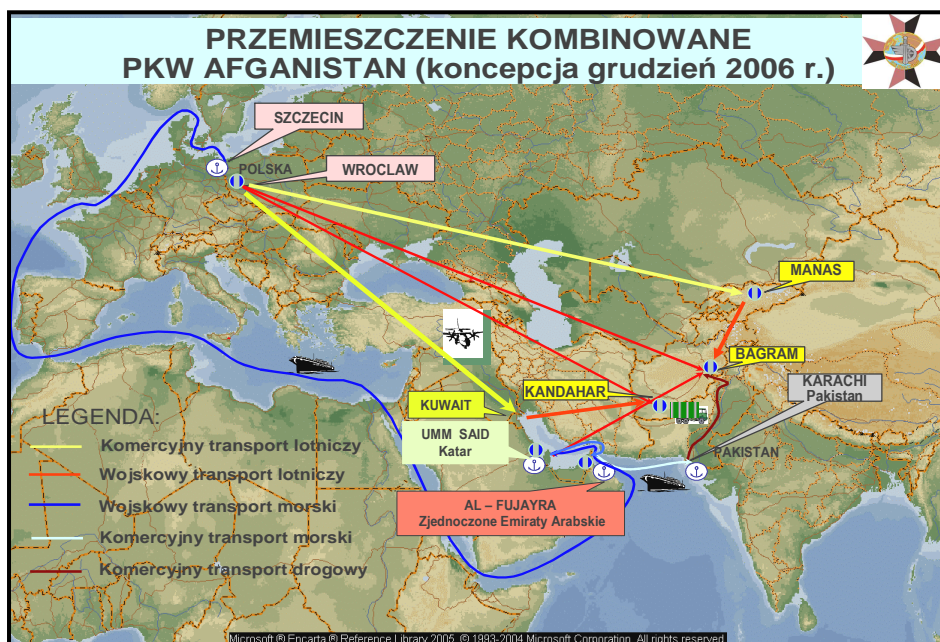 PRZEMIESZCZENIE KOMBINOWANE
PKW AFGANISTAN (koncepcja grudzień 2006 r.)
SZCZECIN
POLSKA
WROCLAW
MANAS
BAGRAM
KARACHI
Pakistan
KANDAHAR
KUWAIT
UMM SAID
Katar
PAKISTAN
AL – FUJAYRA
Zjednoczone Emiraty Arabskie
LEGENDA:
Komercyjny transport lotniczy
Wojskowy transport lotniczy
Wojskowy transport morski
Komercyjny transport morski
Komercyjny transport drogowy
Microsoft ® Encarta ® Reference Library 2005. © 1993-2004 Microsoft Corporation. All rights reserved.